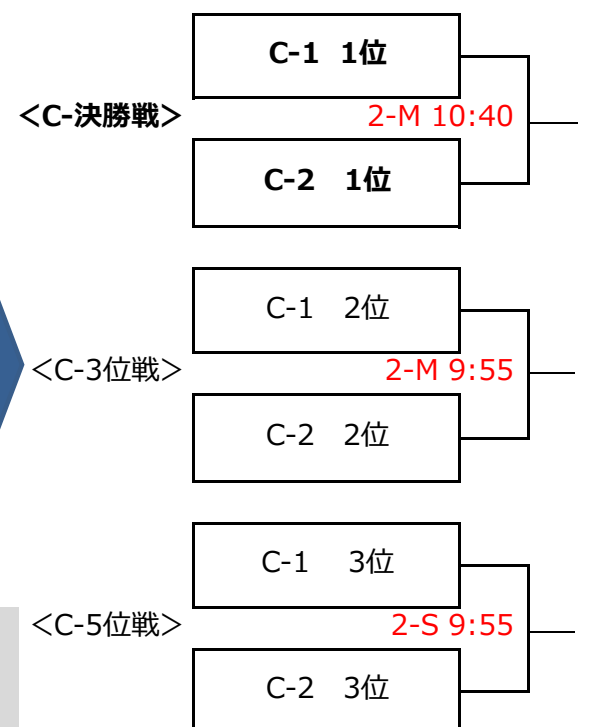 C-1 1位
<C-決勝戦> 2-M 10:40
C-2 1位
C-1 2位
<C-3位戦> 2-M 9:55
C-2 2位
C-1 3位
<C-5位戦> 2-S 9:55
C-2 3位